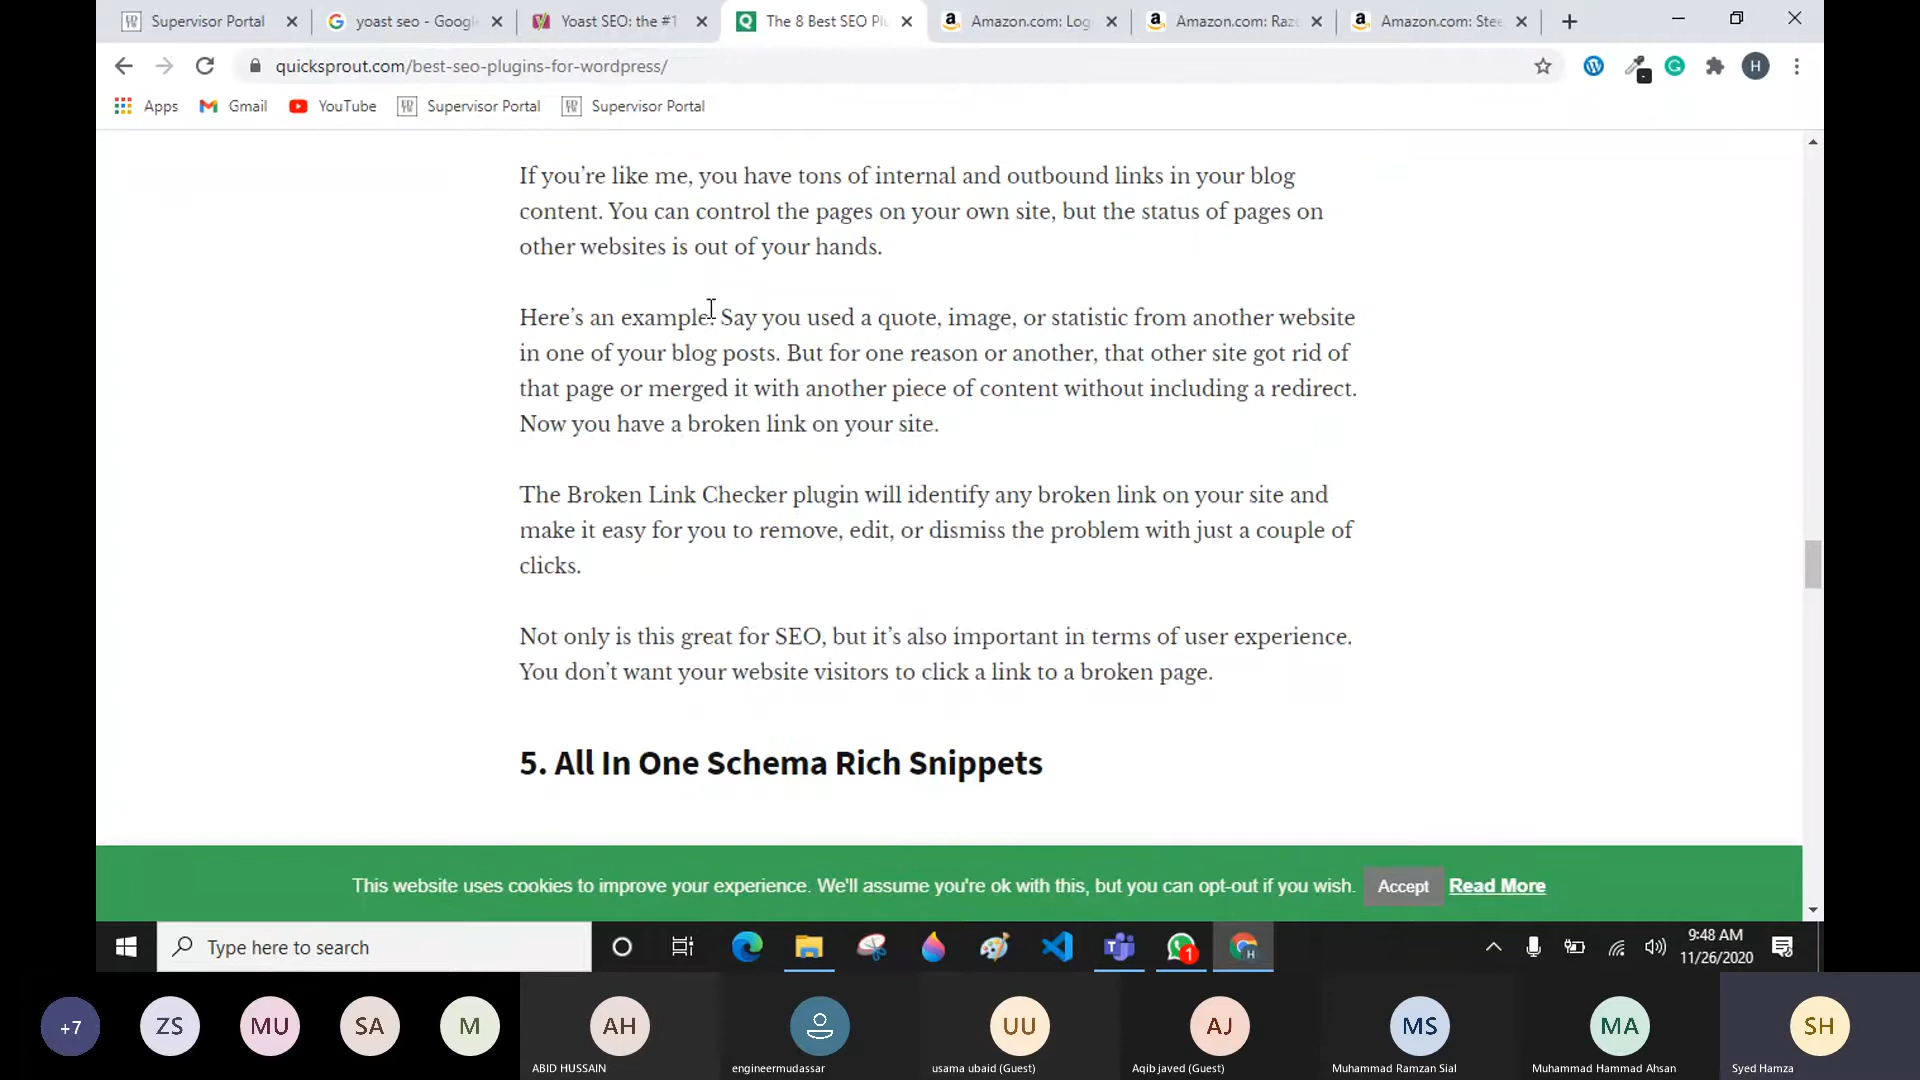 Supervisor Portal
yoast seo - Googl
Yoast SEO: the #1
The 8 Best SEO Plu
Amazon.com: Log
Amazon.com: Raz
Amazon.com: Stee
quicksprout.com/best-seo-plugins-for-wordpress/
H
Apps
Gmail
YouTube
Supervisor Portal
Supervisor Portal
If you’re like me, you have tons of internal and outbound links in your blog
content. You can control the pages on your own site, but the status of pages on
other websites is out of your hands.
Here’s an example. Say you used a quote, image, or statistic from another website
in one of your blog posts. But for one reason or another, that other site got rid of
that page or merged it with another piece of content without including a redirect.
Now you have a broken link on your site.
The Broken Link Checker plugin will identify any broken link on your site and
make it easy for you to remove, edit, or dismiss the problem with just a couple of
clicks.
Not only is this great for SEO, but it’s also important in terms of user experience.
You don’t want your website visitors to click a link to a broken page.
5. All In One Schema Rich Snippets
This website uses cookies to improve your experience. We'll assume you're ok with this, but you can opt-out if you wish.
Accept
Read More
Type here to search
1
H
9:48 AM
11/26/2020
+7
ZS
MU
SA
M
AH
UU
AJ
MS
MA
SH
ABID HUSSAIN
engineermudassar
usama ubaid (Guest)
Aqib javed (Guest)
Muhammad Ramzan Sial
Muhammad Hammad Ahsan
Syed Hamza